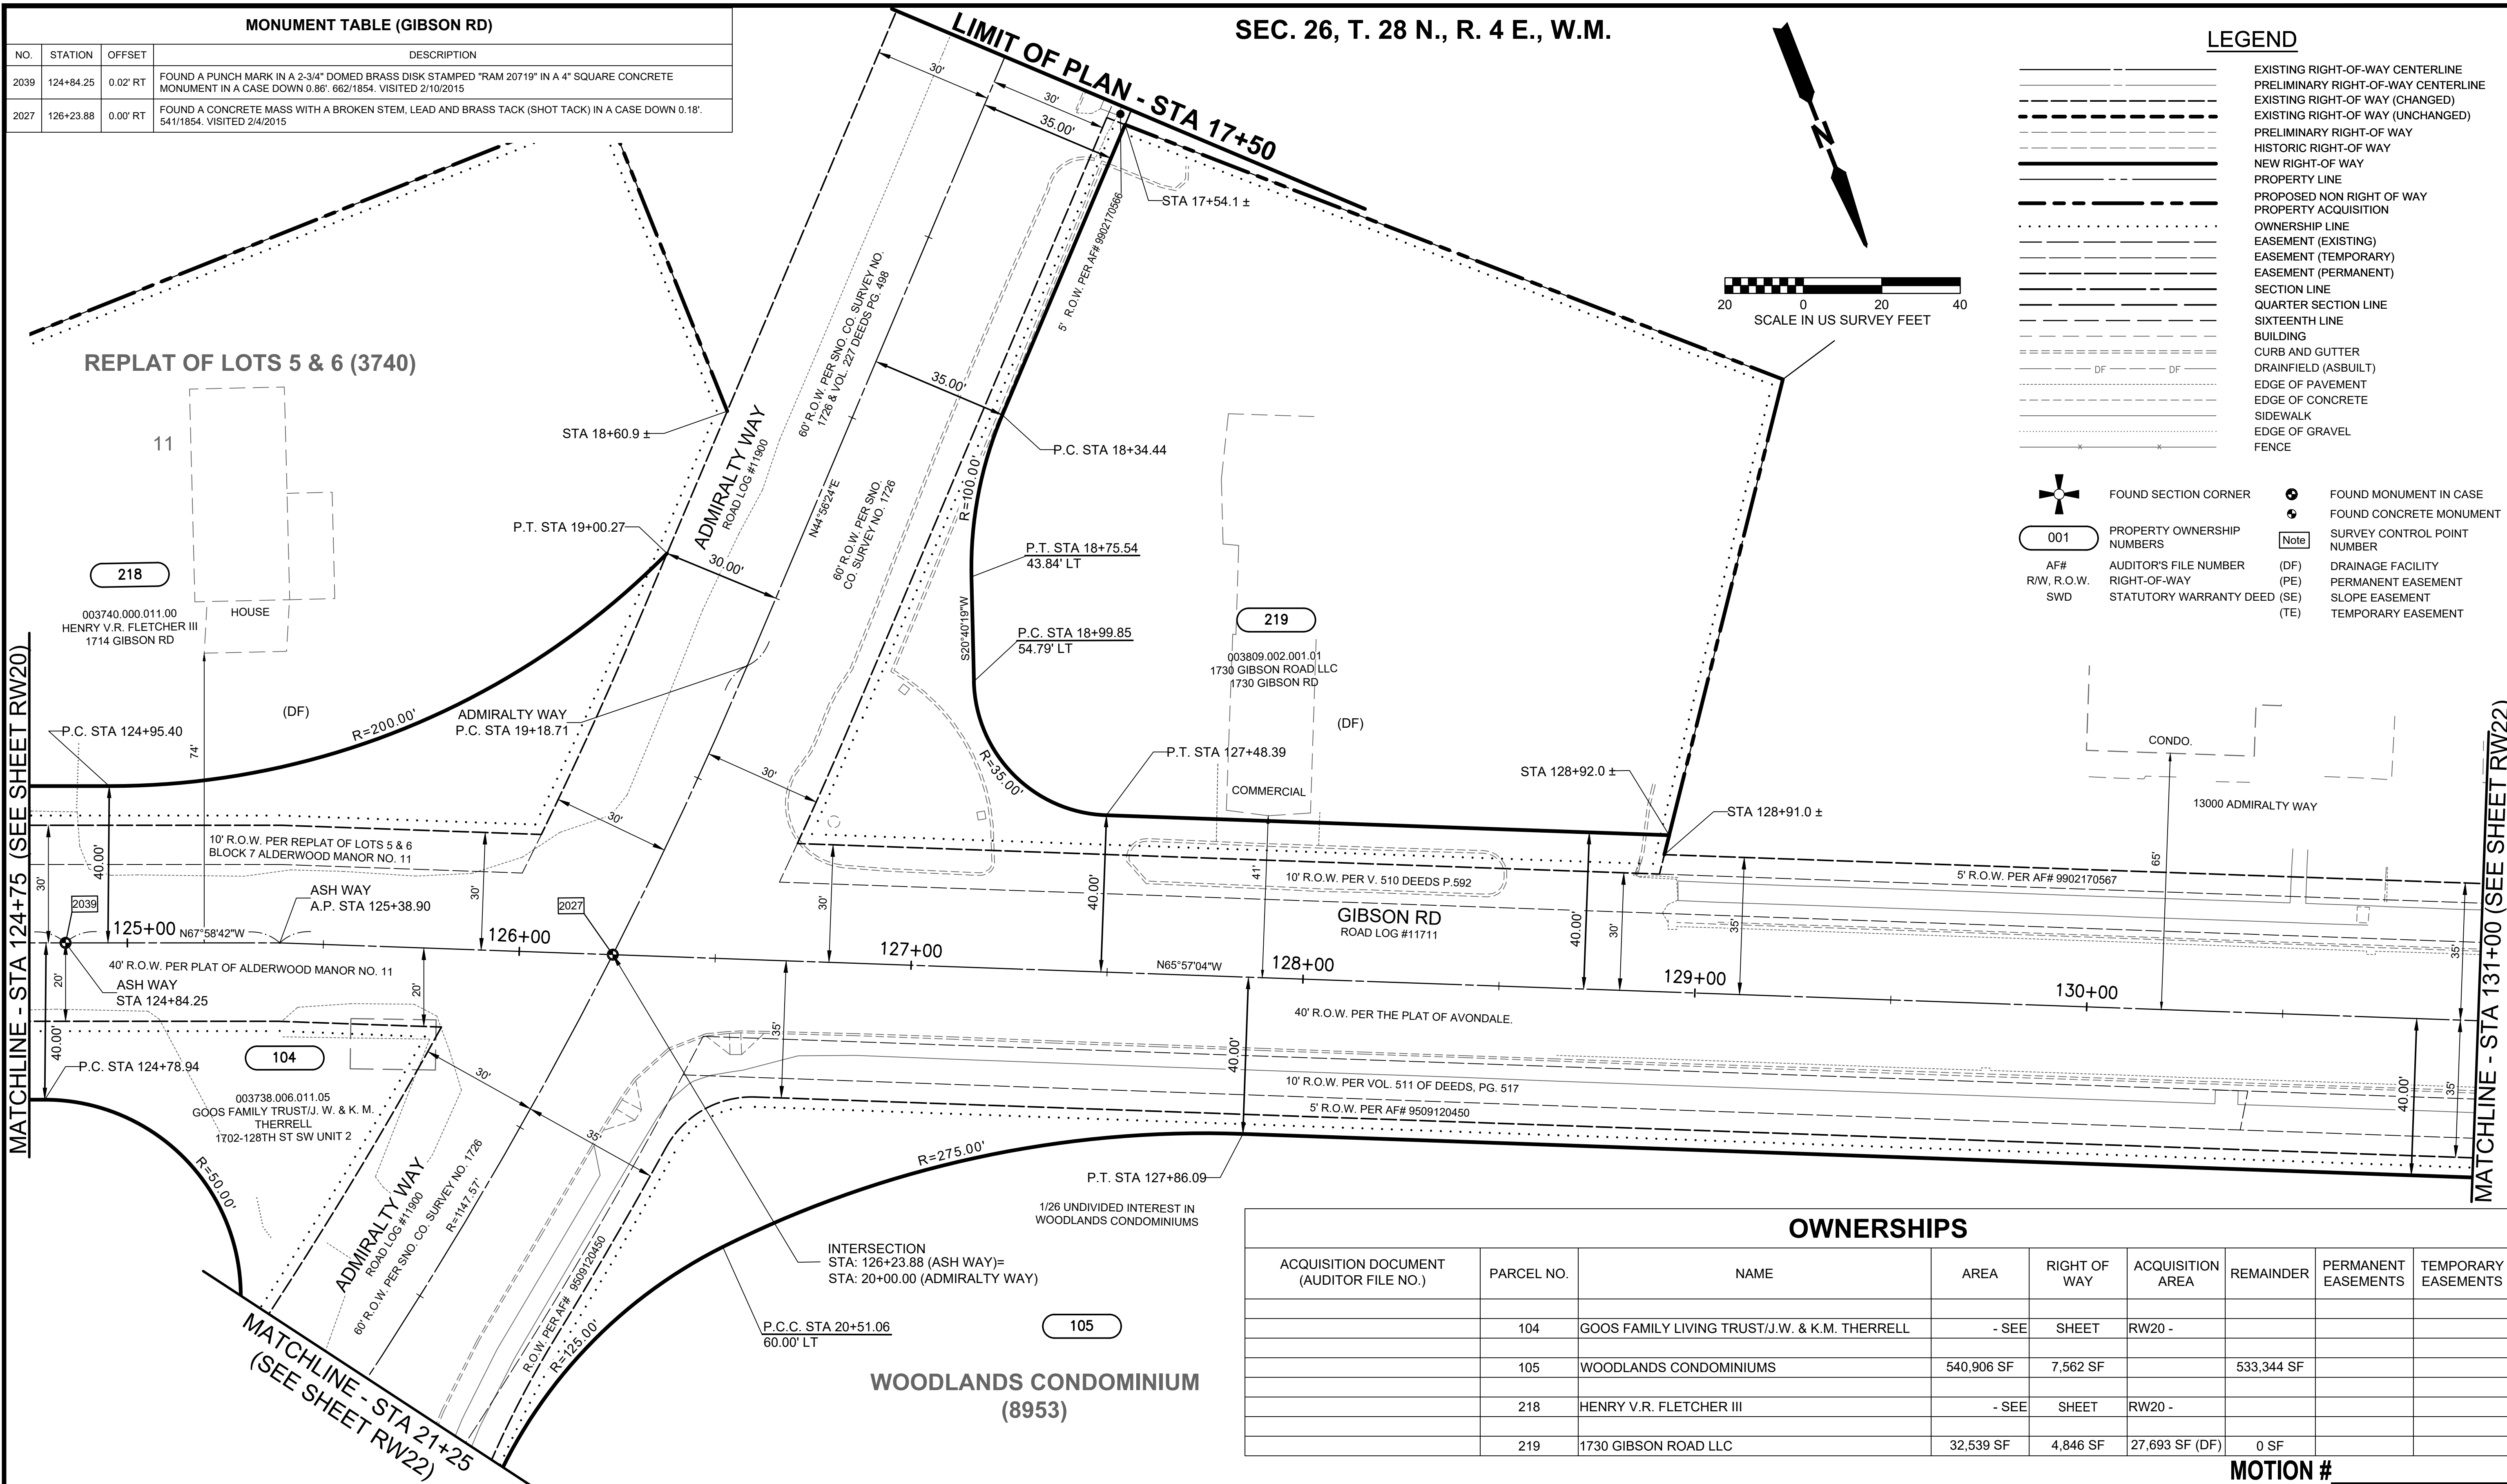 MONUMENT TABLE (GIBSON RD)
NO. STATION OFFSET DESCRIPTION
2039 124+84.25 0.02' RT FOUND A PUNCH MARK IN A 2-3/4" DOMED BRASS DISK STAMPED "RAM 20719" IN A 4" SQUARE CONCRETE
MONUMENT IN A CASE DOWN 0.86'. 662/1854. VISITED 2/10/2015
2027 126+23.88 0.00' RT FOUND A CONCRETE MASS WITH A BROKEN STEM, LEAD AND BRASS TACK (SHOT TACK) IN A CASE DOWN 0.18'.
541/1854. VISITED 2/4/2015
SEC. 26, T. 28 N., R. 4 E., W.M.
LIMIT OF PLAN - STA 17+50
N
20 0 20 40
SCALE IN US SURVEY FEET
LEGEND
EXISTING RIGHT-OF-WAY CENTERLINE
PRELIMINARY RIGHT-OF-WAY CENTERLINE
EXISTING RIGHT-OF WAY (CHANGED)
EXISTING RIGHT-OF WAY (UNCHANGED)
PRELIMINARY RIGHT-OF WAY
HISTORIC RIGHT-OF WAY
NEW RIGHT-OF WAY
PROPERTY LINE
PROPOSED NON RIGHT OF WAY
PROPERTY ACQUISITION
OWNERSHIP LINE
EASEMENT (EXISTING)
EASEMENT (TEMPORARY)
EASEMENT (PERMANENT)
SECTION LINE
QUARTER SECTION LINE
SIXTEENTH LINE
BUILDING
CURB AND GUTTER
DF DF DRAINFIELD (ASBUILT)
EDGE OF PAVEMENT
EDGE OF CONCRETE
SIDEWALK
EDGE OF GRAVEL
x x FENCE
FOUND SECTION CORNER
FOUND MONUMENT IN CASE
FOUND CONCRETE MONUMENT
001 PROPERTY OWNERSHIP
NUMBERS
Note SURVEY CONTROL POINT
NUMBER
AF# AUDITOR'S FILE NUMBER (DF) DRAINAGE FACILITY
R/W, R.O.W. RIGHT-OF-WAY (PE) PERMANENT EASEMENT
SWD STATUTORY WARRANTY DEED (SE) SLOPE EASEMENT
(TE) TEMPORARY EASEMENT
30'
30'
35.00'
STA 17+54.1 ±
5' R.O.W. PER AF# 9902170566
60' R.O.W. PER SNO. CO. SURVEY NO.
1726 & VOL. 227 DEEDS PG. 498
REPLAT OF LOTS 5 & 6 (3740)
11
35.00'
STA 18+60.9 ±
ADMIRALTY WAY
ROAD LOG #11900
P.C. STA 18+34.44
R=100.00'
N44°56'24"E
60' R.O.W. PER SNO.
CO. SURVEY NO. 1726
P.T. STA 19+00.27
30.00'
P.T. STA 18+75.54
43.84' LT
218
003740.000.011.00
HENRY V.R. FLETCHER III
1714 GIBSON RD
HOUSE
S20°40'19"W
P.C. STA 18+99.85
54.79' LT
219
003809.002.001.01
1730 GIBSON ROAD LLC
1730 GIBSON RD
(DF)
(DF)
P.C. STA 124+95.40
R=200.00'
74'
ADMIRALTY WAY
P.C. STA 19+18.71
30'
30'
R=35.00'
P.T. STA 127+48.39
COMMERCIAL
STA 128+92.0 ±
STA 128+91.0 ±
CONDO.
13000 ADMIRALTY WAY
MATCHLINE - STA 124+75 (SEE SHEET RW20)
MATCHLINE - STA 131+00 (SEE SHEET RW22)
30'
40.00'
10' R.O.W. PER REPLAT OF LOTS 5 & 6
BLOCK 7 ALDERWOOD MANOR NO. 11
30'
30'
40.00'
41'
10' R.O.W. PER V. 510 DEEDS P.592
40.00'
30'
35'
65'
5' R.O.W. PER AF# 9902170567
35'
2039
ASH WAY
A.P. STA 125+38.90
2027
GIBSON RD
ROAD LOG #11711
125+00
N67°58'42"W
126+00
127+00
N65°57'04"W
128+00
129+00
130+00
40' R.O.W. PER PLAT OF ALDERWOOD MANOR NO. 11
20'
ASH WAY
STA 124+84.25
20'
40.00'
35'
40' R.O.W. PER THE PLAT OF AVONDALE.
40.00'
40.00'
35'
P.C. STA 124+78.94
104
003738.006.011.05
GOOS FAMILY TRUST/J. W. & K. M.
THERRELL
1702-128TH ST SW UNIT 2
R=50.00'
30'
35'
10' R.O.W. PER VOL. 511 OF DEEDS, PG. 517
5' R.O.W. PER AF# 9509120450
R=275.00'
P.T. STA 127+86.09
ADMIRALTY WAY
ROAD LOG #11900
60' R.O.W. PER SNO. CO. SURVEY NO. 1726
R=1147.57'
R.O.W. PER AF# 9509120450
R=125.00'
1/26 UNDIVIDED INTEREST IN
WOODLANDS CONDOMINIUMS
INTERSECTION
STA: 126+23.88 (ASH WAY)=
STA: 20+00.00 (ADMIRALTY WAY)
P.C.C. STA 20+51.06
60.00' LT
105
WOODLANDS CONDOMINIUM
(8953)
MATCHLINE - STA 21+25
(SEE SHEET RW22)
OWNERSHIPS
ACQUISITION DOCUMENT
(AUDITOR FILE NO.) PARCEL NO. NAME AREA RIGHT OF
WAY ACQUISITION
AREA REMAINDER PERMANENT
EASEMENTS TEMPORARY
EASEMENTS
104 GOOS FAMILY LIVING TRUST/J.W. & K.M. THERRELL - SEE SHEET RW20 -
105 WOODLANDS CONDOMINIUMS 540,906 SF 7,562 SF 533,344 SF
218 HENRY V.R. FLETCHER III - SEE SHEET RW20 -
219 1730 GIBSON ROAD LLC 32,539 SF 4,846 SF 27,693 SF (DF) 0 SF
MOTION #